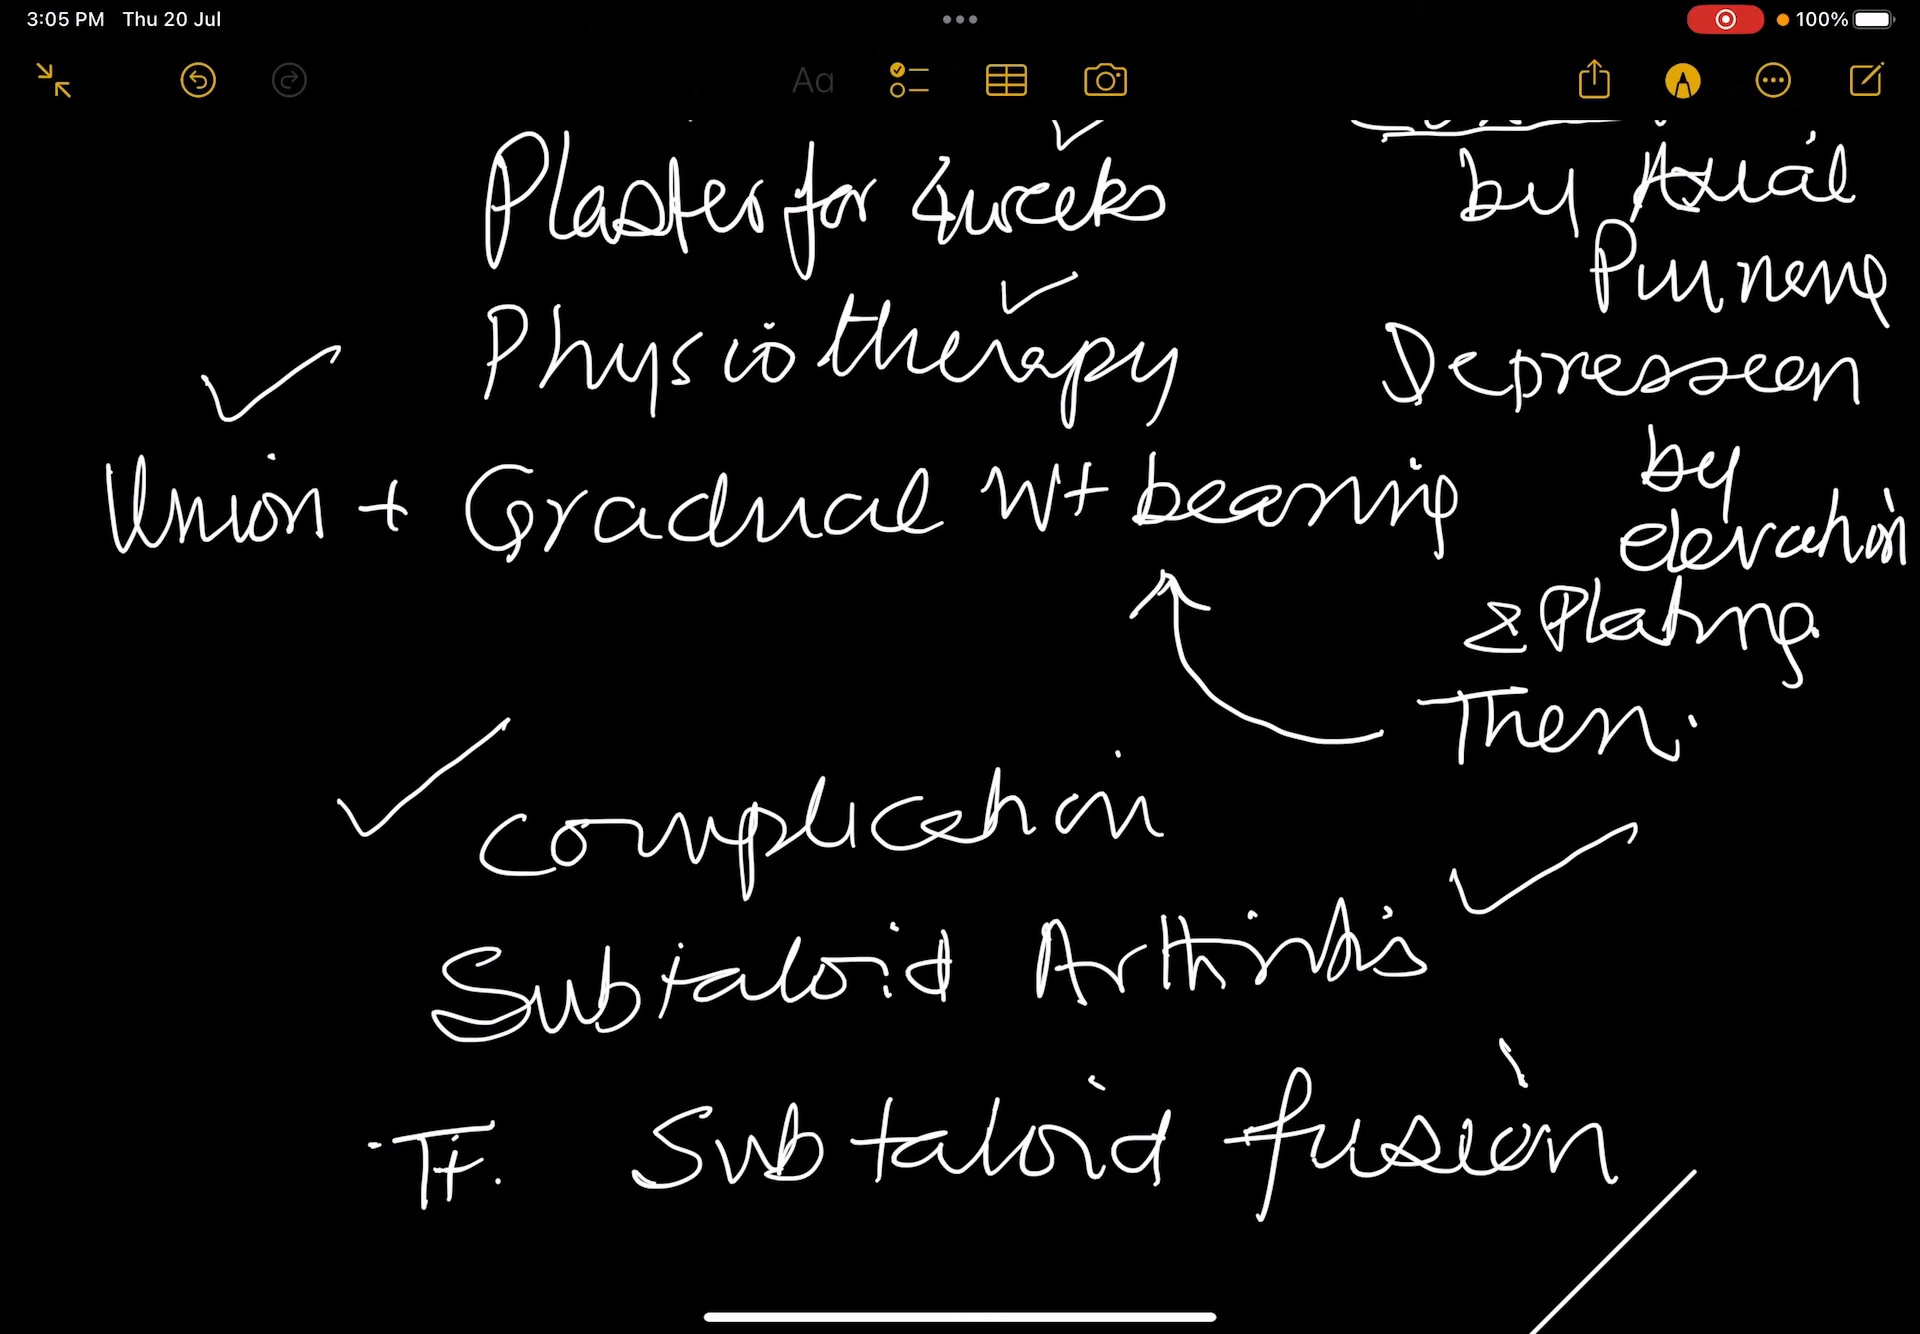 3:05 PM Thu 20 Jul
100%
Aa
Plaster for 4 weeks
Physiotherapy
Union + Gradual Wt bearing
by Axial
Depression
by
elevation
& Plating
Then.
Complication
Subtaloid Arthritis
Tt. Subtaloid fusion